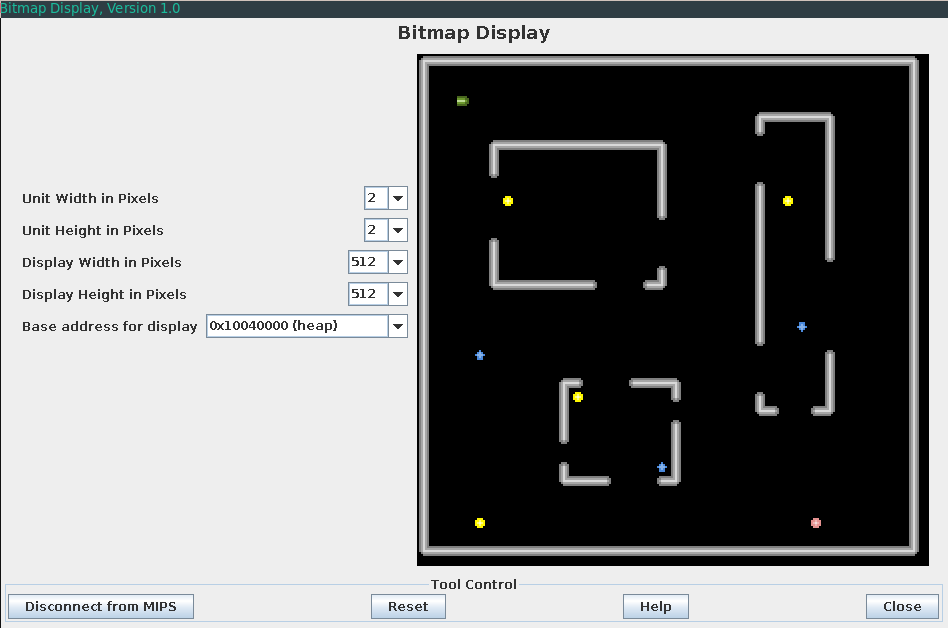 Bitmap Display, Version 1.0
Bitmap Display
Unit Width in Pixels 2
Unit Height in Pixels 2
Display Width in Pixels 512
Display Height in Pixels 512
Base address for display 0x10040000 (heap)
Tool Control
Disconnect from MIPS Reset Help Close